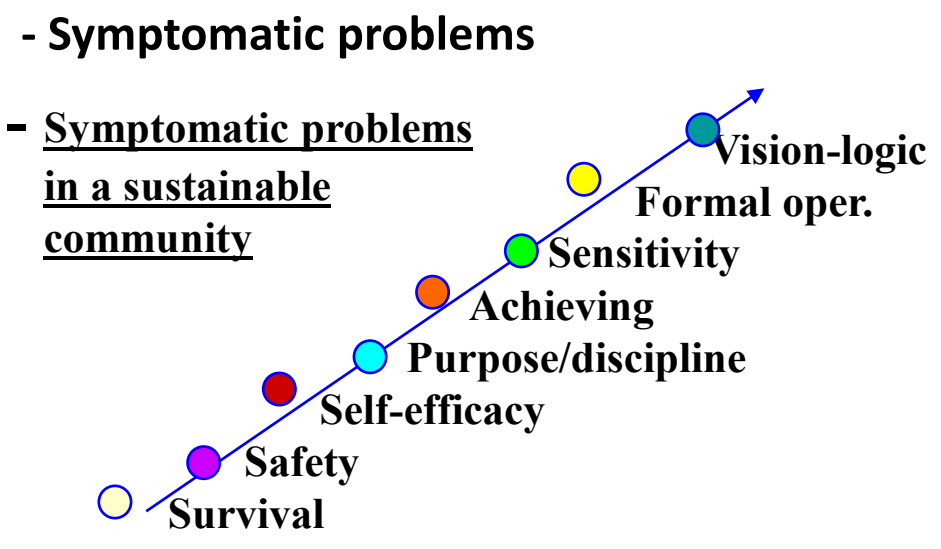 - Symptomatic problems
- Symptomatic problems
in a sustainable
community
Vision-logic
Formal oper.
Sensitivity
Achieving
Purpose/discipline
Self-efficacy
Safety
Survival